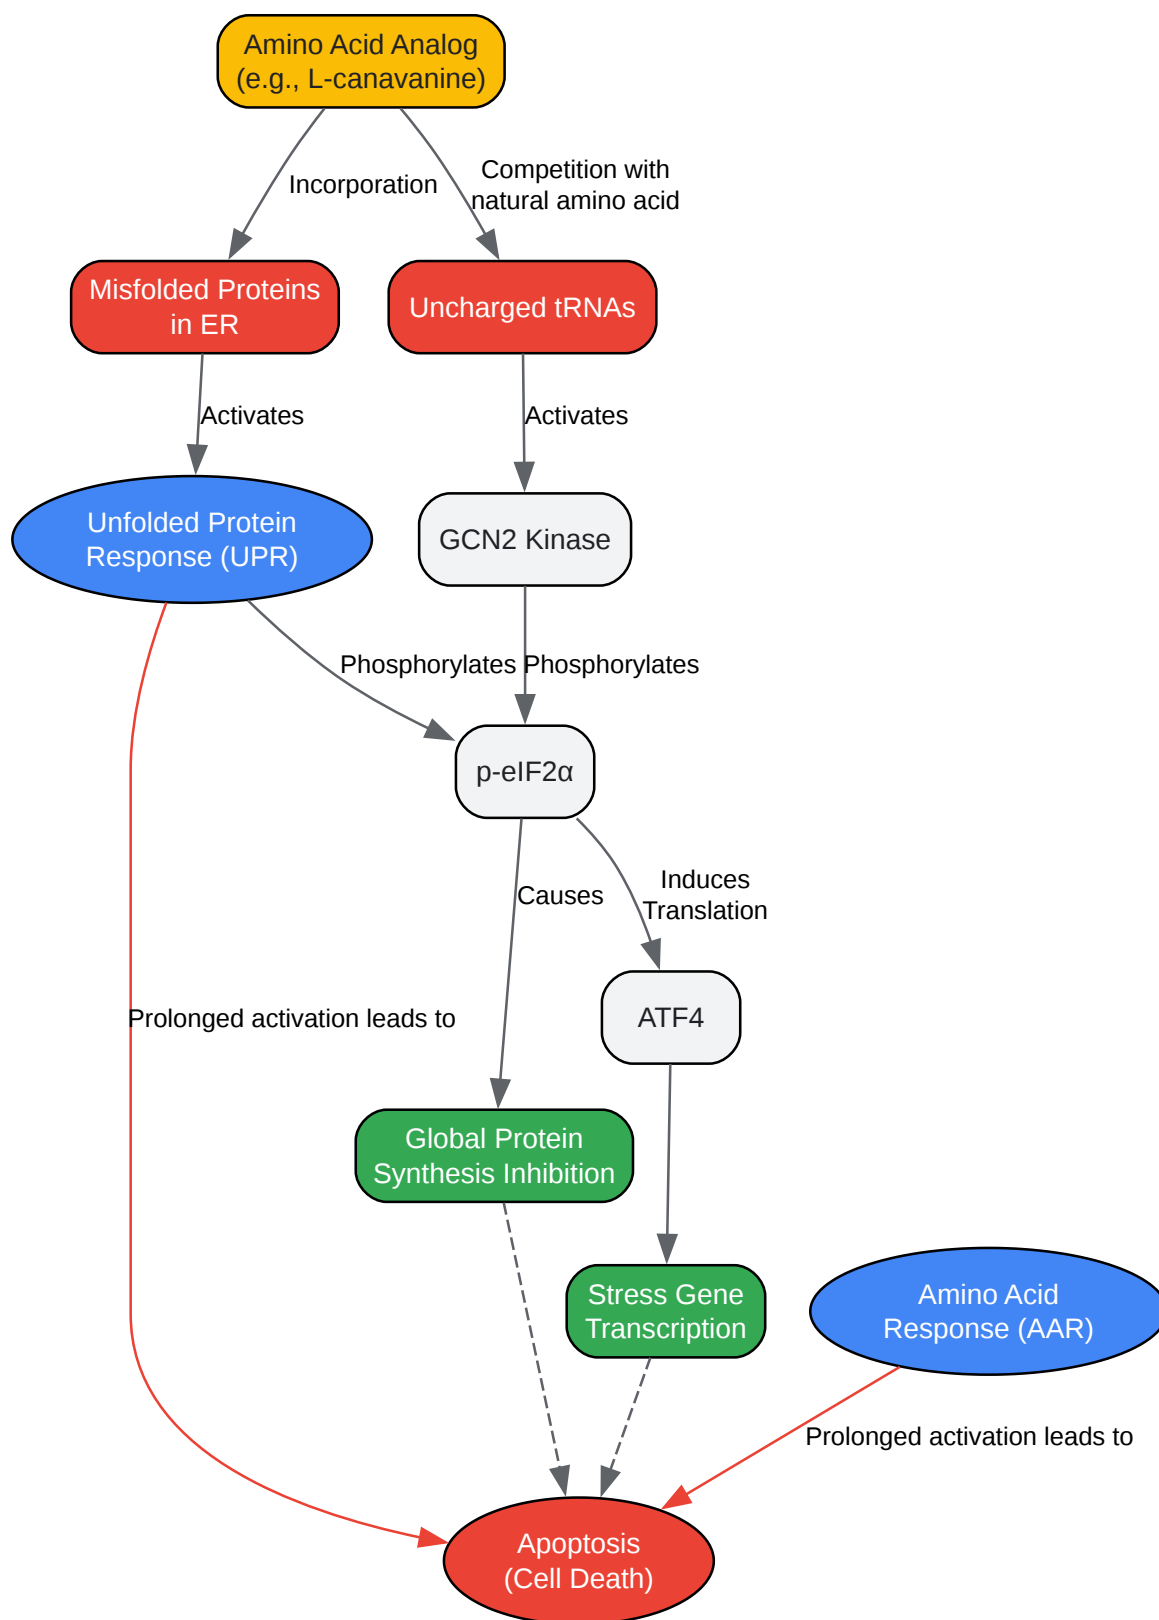 Amino Acid Analog
(e.g., L-canavanine)
Incorporation
Competition with
natural amino acid
Misfolded Proteins
in ER
Uncharged tRNAs
Activates
Activates
Unfolded Protein
Response (UPR)
GCN2 Kinase
Phosphorylates
Phosphorylates
p-eIF2α
Causes
Induces
Translation
Prolonged activation leads to
ATF4
Global Protein
Synthesis Inhibition
Stress Gene
Transcription
Amino Acid
Response (AAR)
Prolonged activation leads to
Apoptosis
(Cell Death)